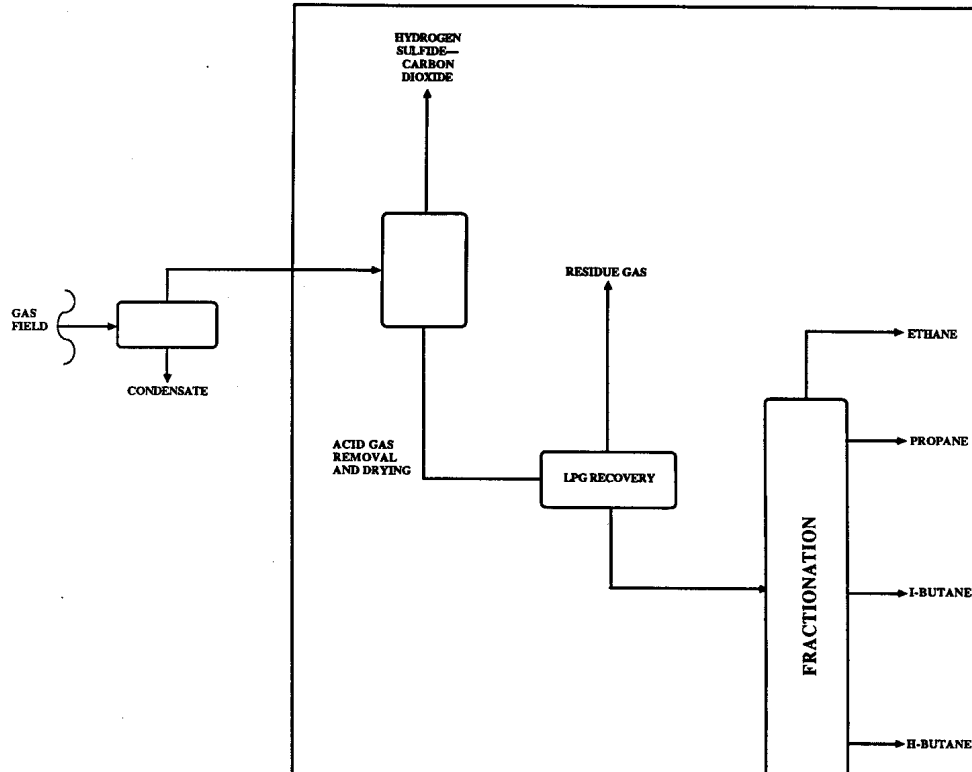 HYDROGEN
SULFIDE—
CARBON
DIOXIDE
RESIDUE GAS
GAS
FIELD
ETHANE
CONDENSATE
PROPANE
ACID GAS
REMOVAL
AND DRYING
LPG RECOVERY
FRACTIONATION
I-BUTANE
H-BUTANE